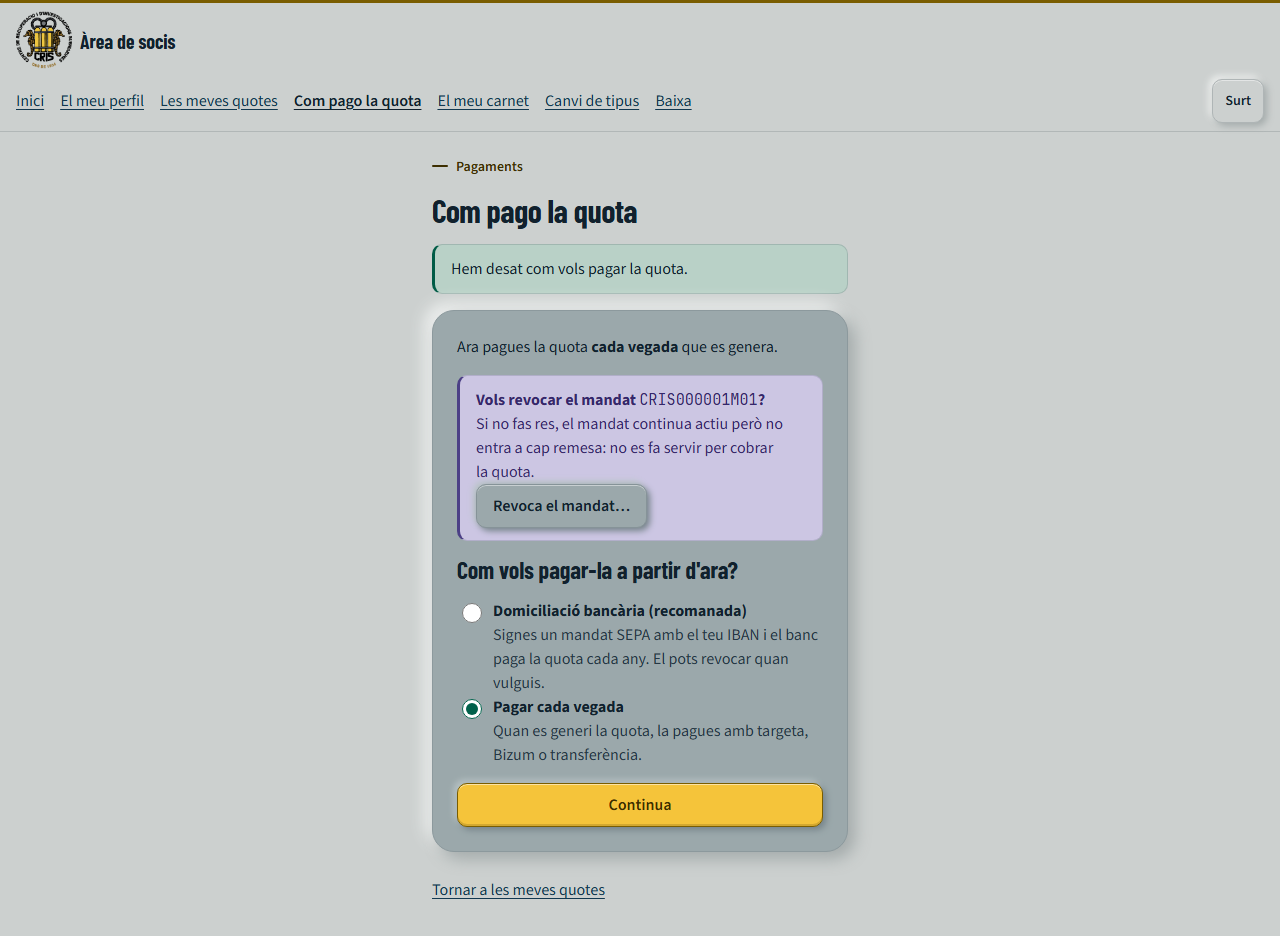 CRIS
Àrea de socis
Inici
El meu perfil
Les meves quotes
Com pago la quota
El meu carnet
Canvi de tipus
Baixa
Surt
Pagaments
Com pago la quota
Hem desat com vols pagar la quota.
Ara pagues la quota cada vegada que es genera.
Vols revocar el mandat CRIS000001M01?
Si no fas res, el mandat continua actiu però no
entra a cap remesa: no es fa servir per cobrar
la quota.
Revoca el mandat…
Com vols pagar-la a partir d'ara?
Domiciliació bancària (recomanada)
Signes un mandat SEPA amb el teu IBAN i el banc
paga la quota cada any. El pots revocar quan
vulguis.
Pagar cada vegada
Quan es generi la quota, la pagues amb targeta,
Bizum o transferència.
Continua
Tornar a les meves quotes